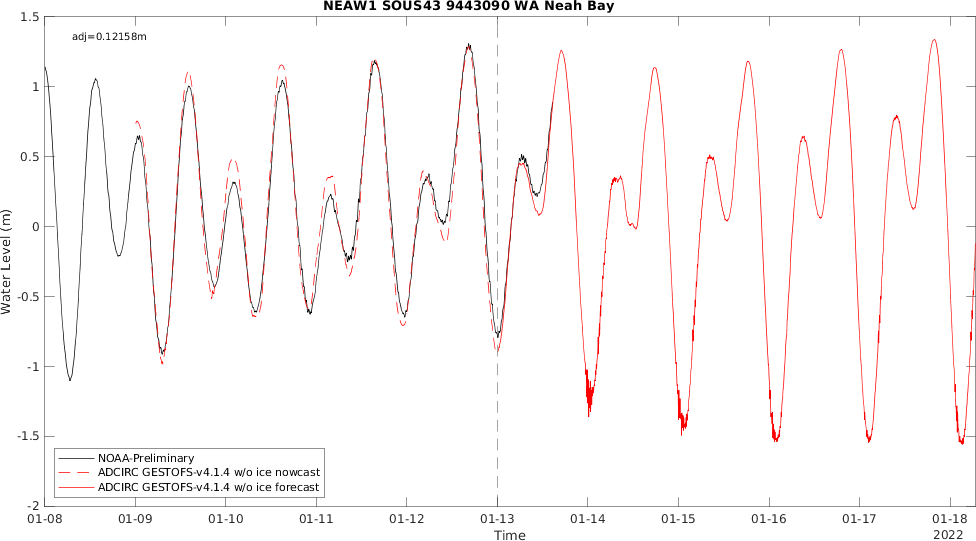 NEAW1 SOUS43 9443090 WA Neah Bay
adj=0.12158m
1.5
1
0.5
0
-0.5
-1
-1.5
-2
Water Level (m)
NOAA-Preliminary
ADCIRC GESTOFS-v4.1.4 w/o ice nowcast
ADCIRC GESTOFS-v4.1.4 w/o ice forecast
01-08 01-09 01-10 01-11 01-12 01-13 01-14 01-15 01-16 01-17 01-18
Time
2022